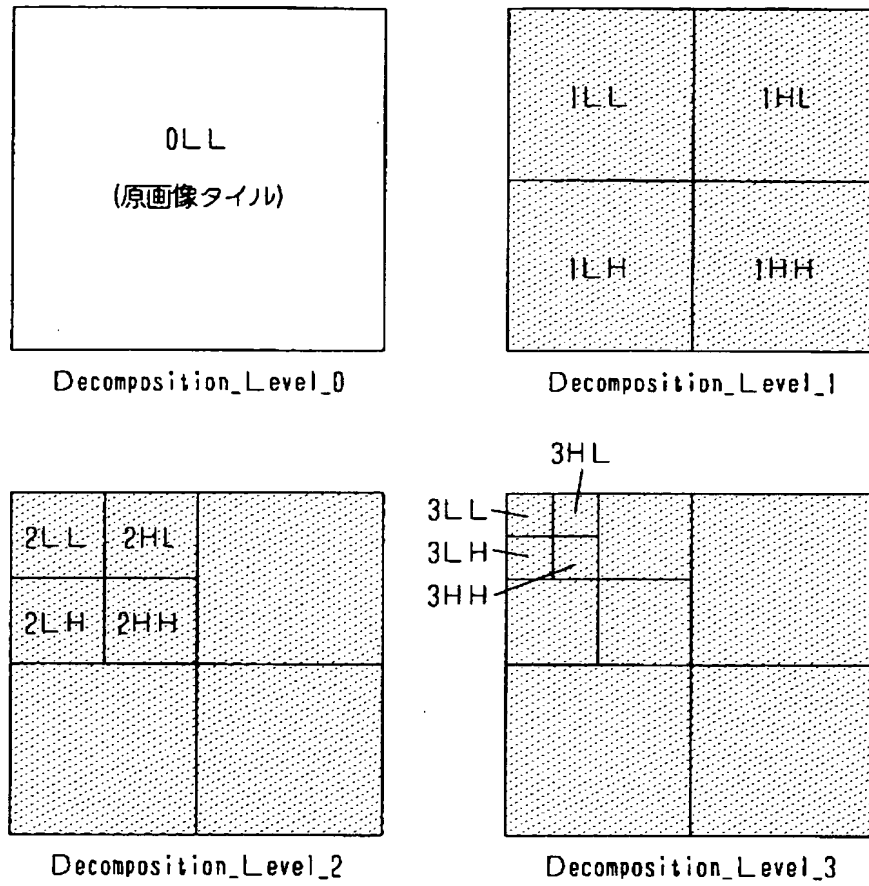 0LL
(原画像タイル)
Decomposition_Level_0
1LL 1HL
1LH 1HH
Decomposition_Level_1
2LL 2HL
2LH 2HH
Decomposition_Level_2
3HL
3LL
3LH
3HH
Decomposition_Level_3